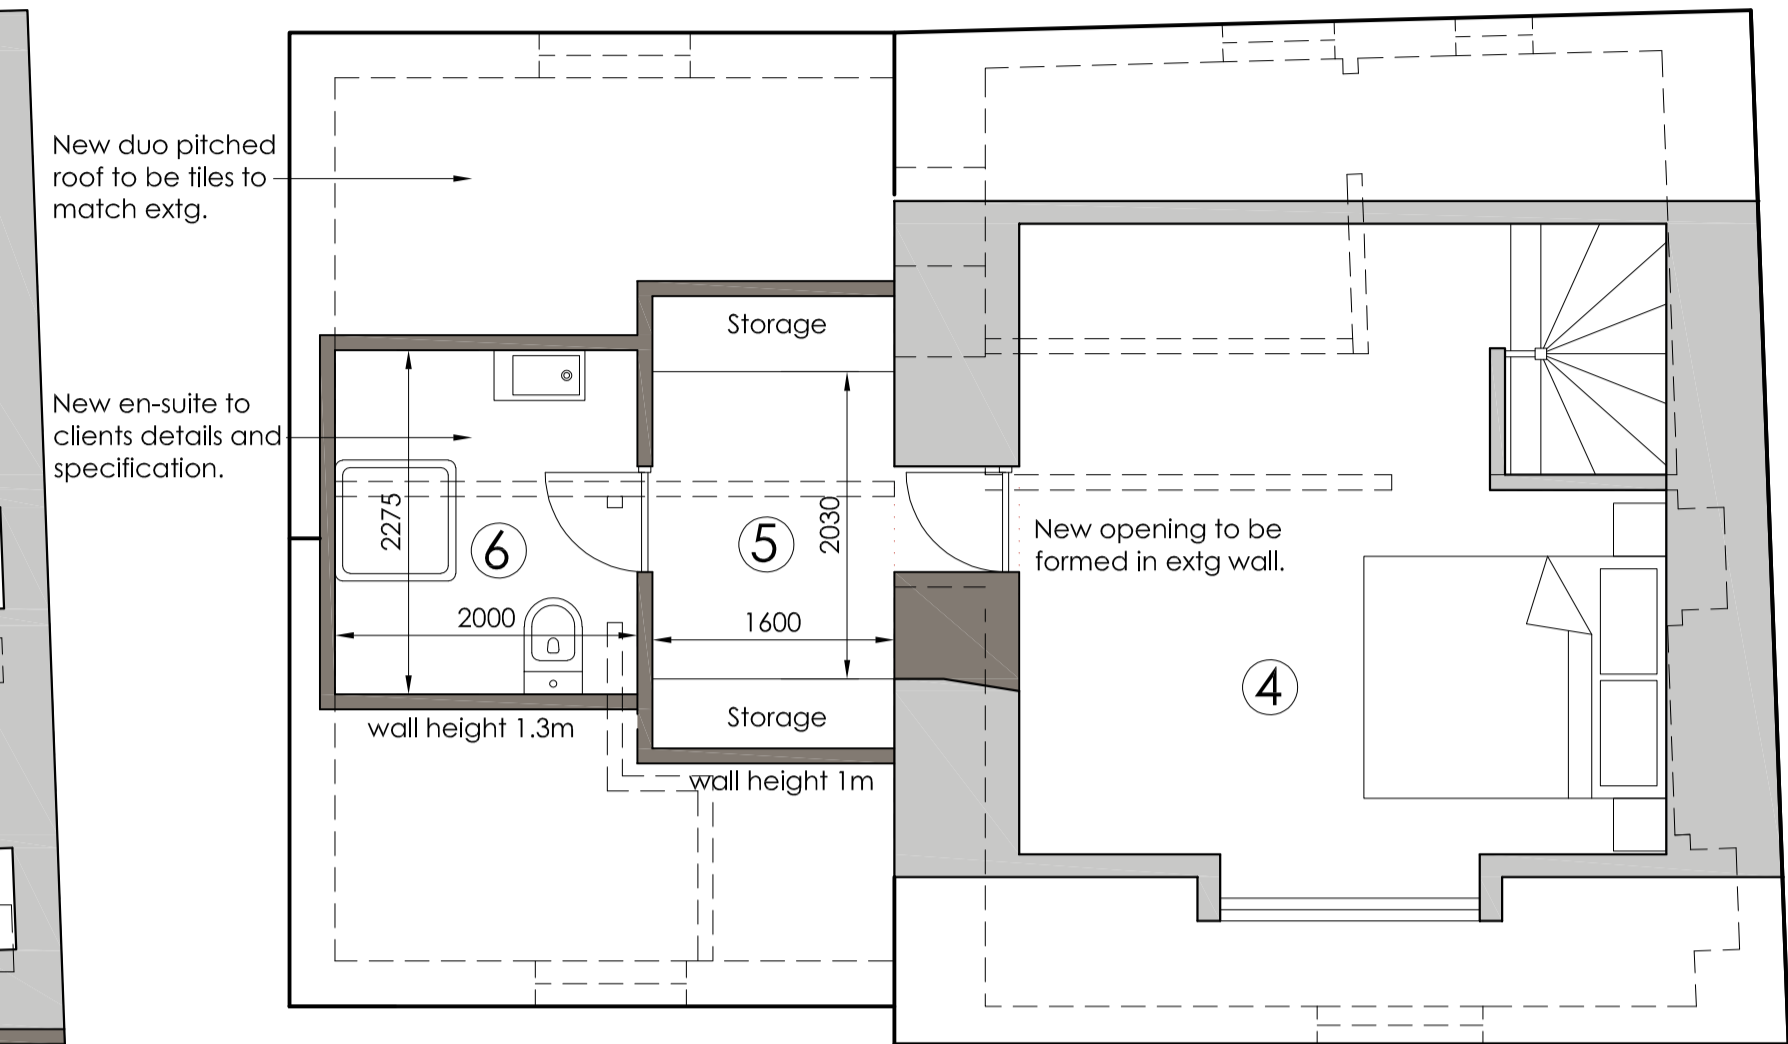 New duo pitched
roof to be tiles to
match extg.
New en-suite to
clients details and
specification.
Storage
2275
6
2000
5
2030
1600
New opening to be
formed in extg wall.
4
Storage
wall height 1.3m
wall height 1m